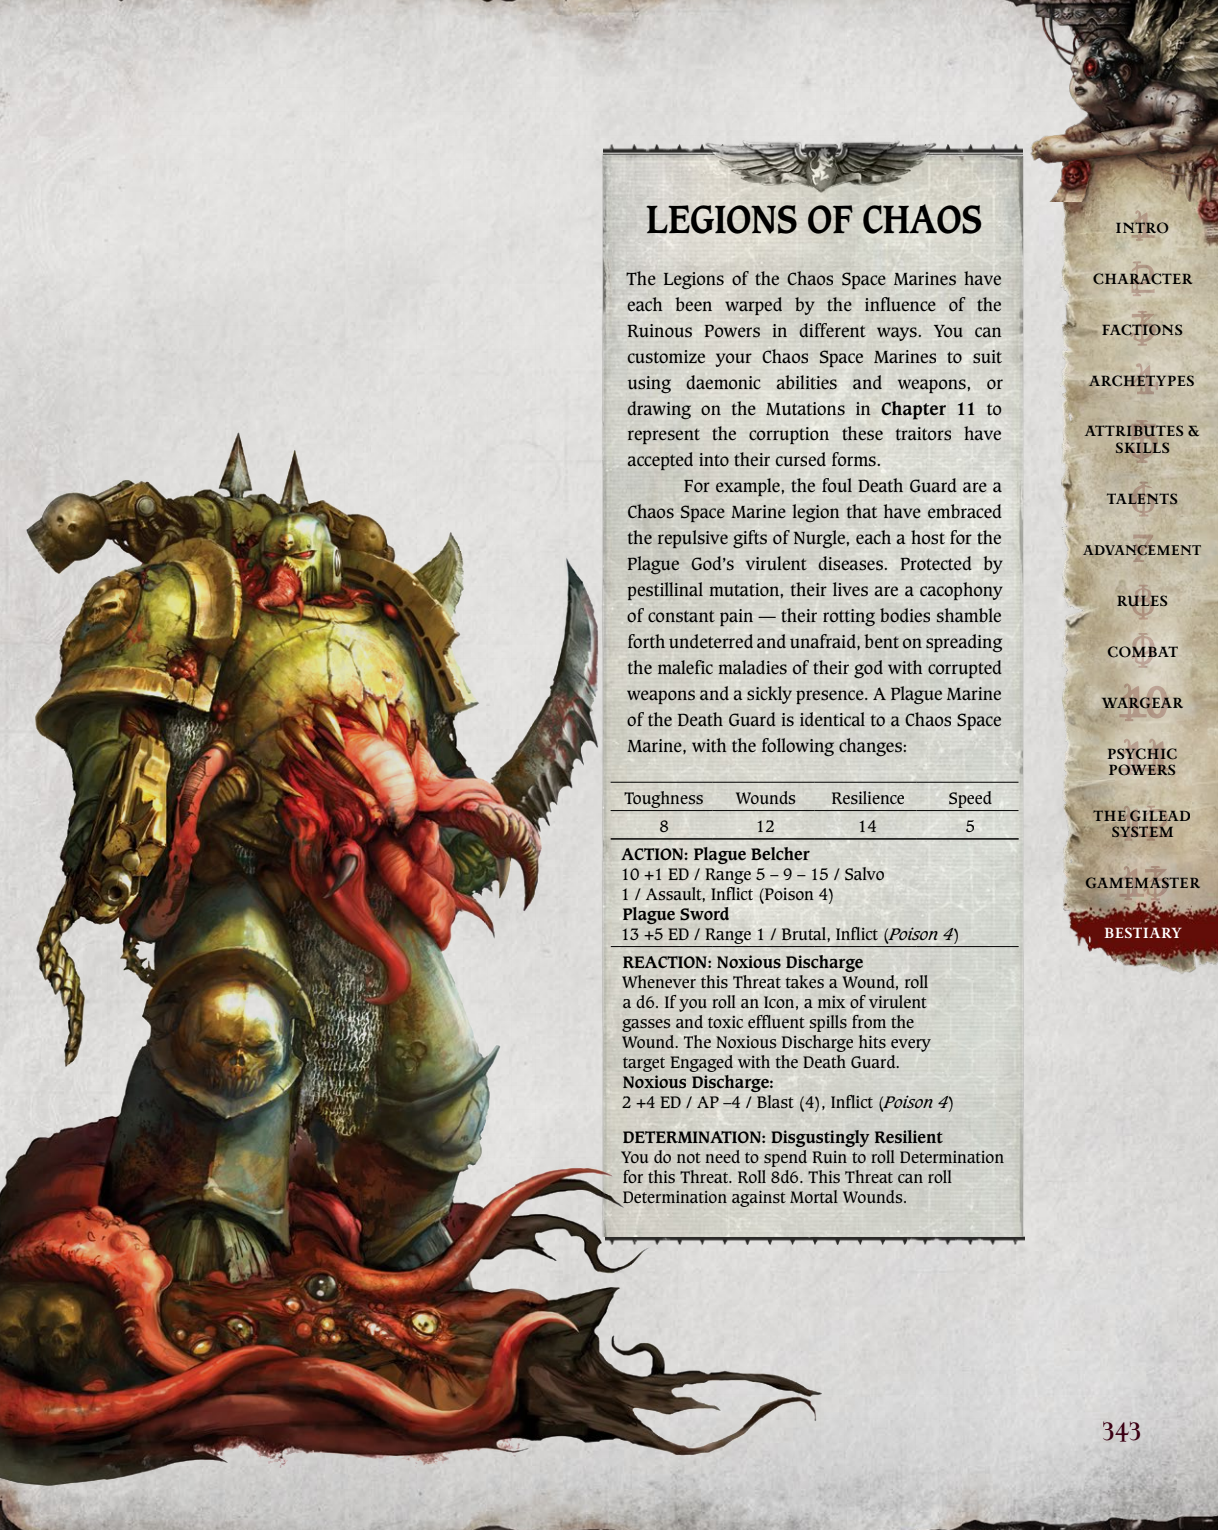 LEGIONS OF CHAOS
The Legions of the Chaos Space Marines have
each been warped by the influence of the
Ruinous Powers in different ways. You can
customize your Chaos Space Marines to suit
using daemonic abilities and weapons, or
drawing on the Mutations in Chapter 11 to
represent the corruption these traitors have
accepted into their cursed forms.
For example, the foul Death Guard are a
Chaos Space Marine legion that have embraced
the repulsive gifts of Nurgle, each a host for the
Plague God's virulent diseases. Protected by
pestillinal mutation, their lives are a cacophony
of constant pain — their rotting bodies shamble
forth undeterred and unafraid, bent on spreading
the malefic maladies of their god with corrupted
weapons and a sickly presence. A Plague Marine
of the Death Guard is identical to a Chaos Space
Marine, with the following changes:
Toughness Wounds Resilience Speed
8 12 14 5
ACTION: Plague Belcher
10 +1 ED / Range 5 – 9 – 15 / Salvo
1 / Assault, Inflict (Poison 4)
Plague Sword
13 +5 ED / Range 1 / Brutal, Inflict (Poison 4)
REACTION: Noxious Discharge
Whenever this Threat takes a Wound, roll
a d6. If you roll an Icon, a mix of virulent
gasses and toxic effluent spills from the
Wound. The Noxious Discharge hits every
target Engaged with the Death Guard.
Noxious Discharge:
2 +4 ED / AP –4 / Blast (4), Inflict (Poison 4)
DETERMINATION: Disgustingly Resilient
You do not need to spend Ruin to roll Determination
for this Threat. Roll 8d6. This Threat can roll
Determination against Mortal Wounds.
INTRO
CHARACTER
FACTIONS
ARCHETYPES
ATTRIBUTES &
SKILLS
TALENTS
ADVANCEMENT
RULES
COMBAT
WARGEAR
PSYCHIC
POWERS
THE GILEAD
SYSTEM
GAMEMASTER
BESTIARY
343